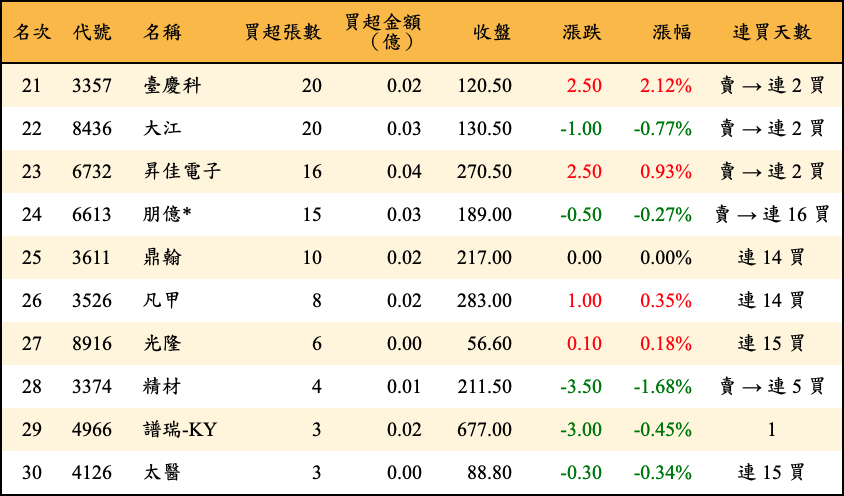 名次 代號 名稱 買超張數 買超金額（億） 收盤 漲跌 漲幅 連買天數
21 3357 臺慶科 20 0.02 120.50 2.50 2.12% 賣 → 連 2 買
22 8436 大江 20 0.03 130.50 -1.00 -0.77% 賣 → 連 2 買
23 6732 昇佳電子 16 0.04 270.50 2.50 0.93% 賣 → 連 2 買
24 6613 朋億* 15 0.03 189.00 -0.50 -0.27% 賣 → 連 16 買
25 3611 鼎翰 10 0.02 217.00 0.00 0.00% 連 14 買
26 3526 凡甲 8 0.02 283.00 1.00 0.35% 連 14 買
27 8916 光隆 6 0.00 56.60 0.10 0.18% 連 15 買
28 3374 精材 4 0.01 211.50 -3.50 -1.68% 賣 → 連 5 買
29 4966 譜瑞-KY 3 0.02 677.00 -3.00 -0.45% 1
30 4126 太醫 3 0.00 88.80 -0.30 -0.34% 連 15 買